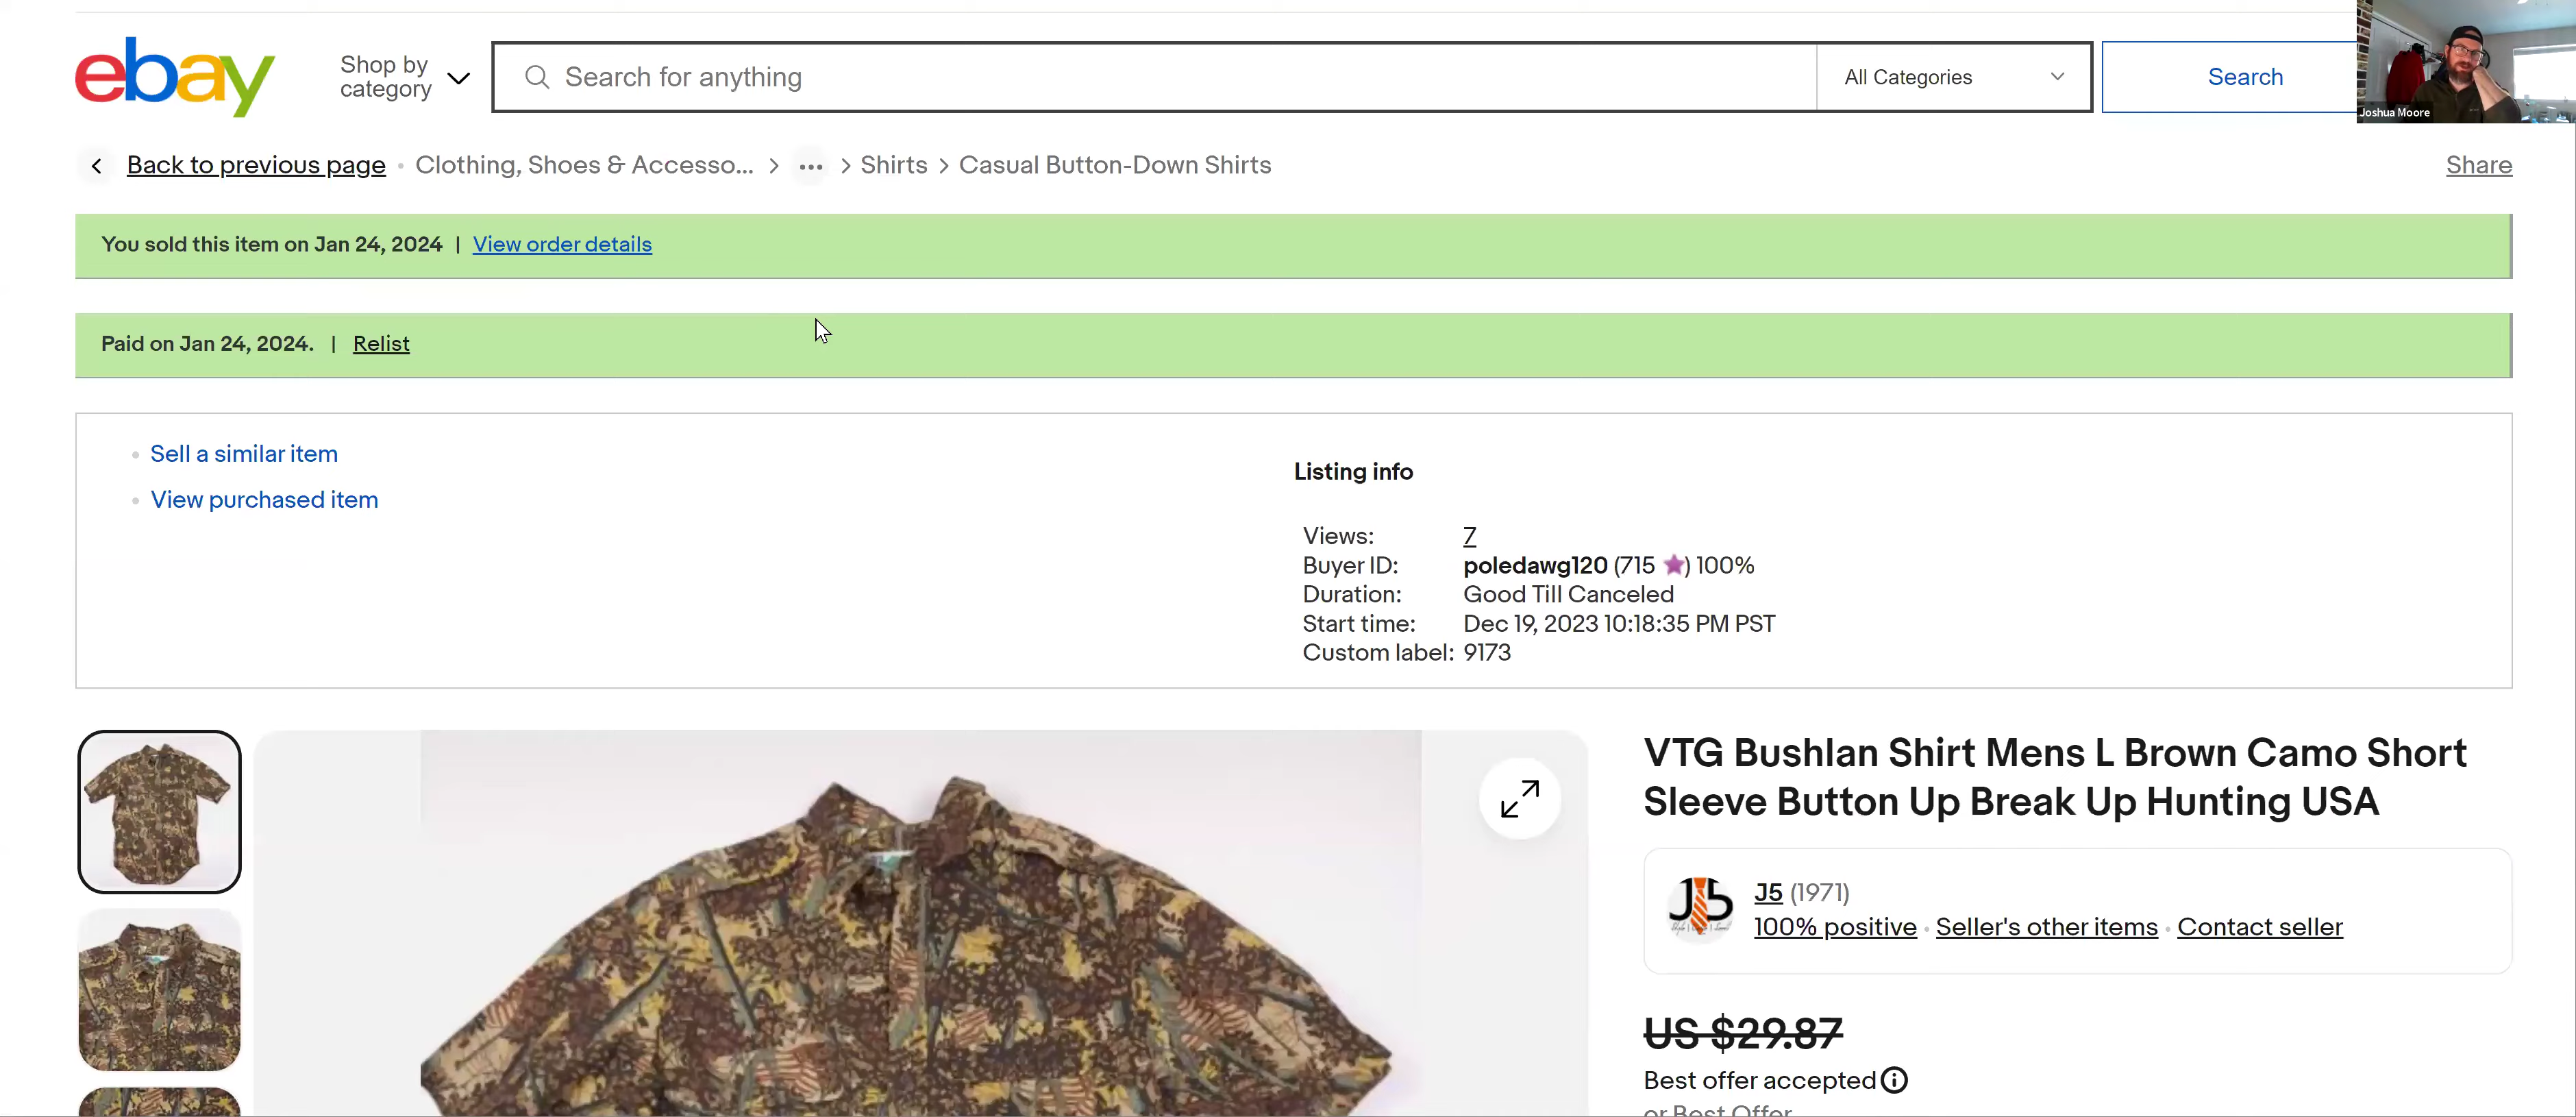 ebay
Shop by
category
Search for anything
All Categories
Search
Joshua Moore
Back to previous page
Clothing, Shoes & Accesso...
...
Shirts
Casual Button-Down Shirts
Share
You sold this item on Jan 24, 2024 | View order details
Paid on Jan 24, 2024. | Relist
Sell a similar item
View purchased item
Listing info
Views: 7
Buyer ID: poledawg120 (715 ★) 100%
Duration: Good Till Canceled
Start time: Dec 19, 2023 10:18:35 PM PST
Custom label: 9173
VTG Bushlan Shirt Mens L Brown Camo Short
Sleeve Button Up Break Up Hunting USA
J5
J5 (1971)
100% positive · Seller's other items · Contact seller
US $29.87
Best offer accepted
or Best Offer